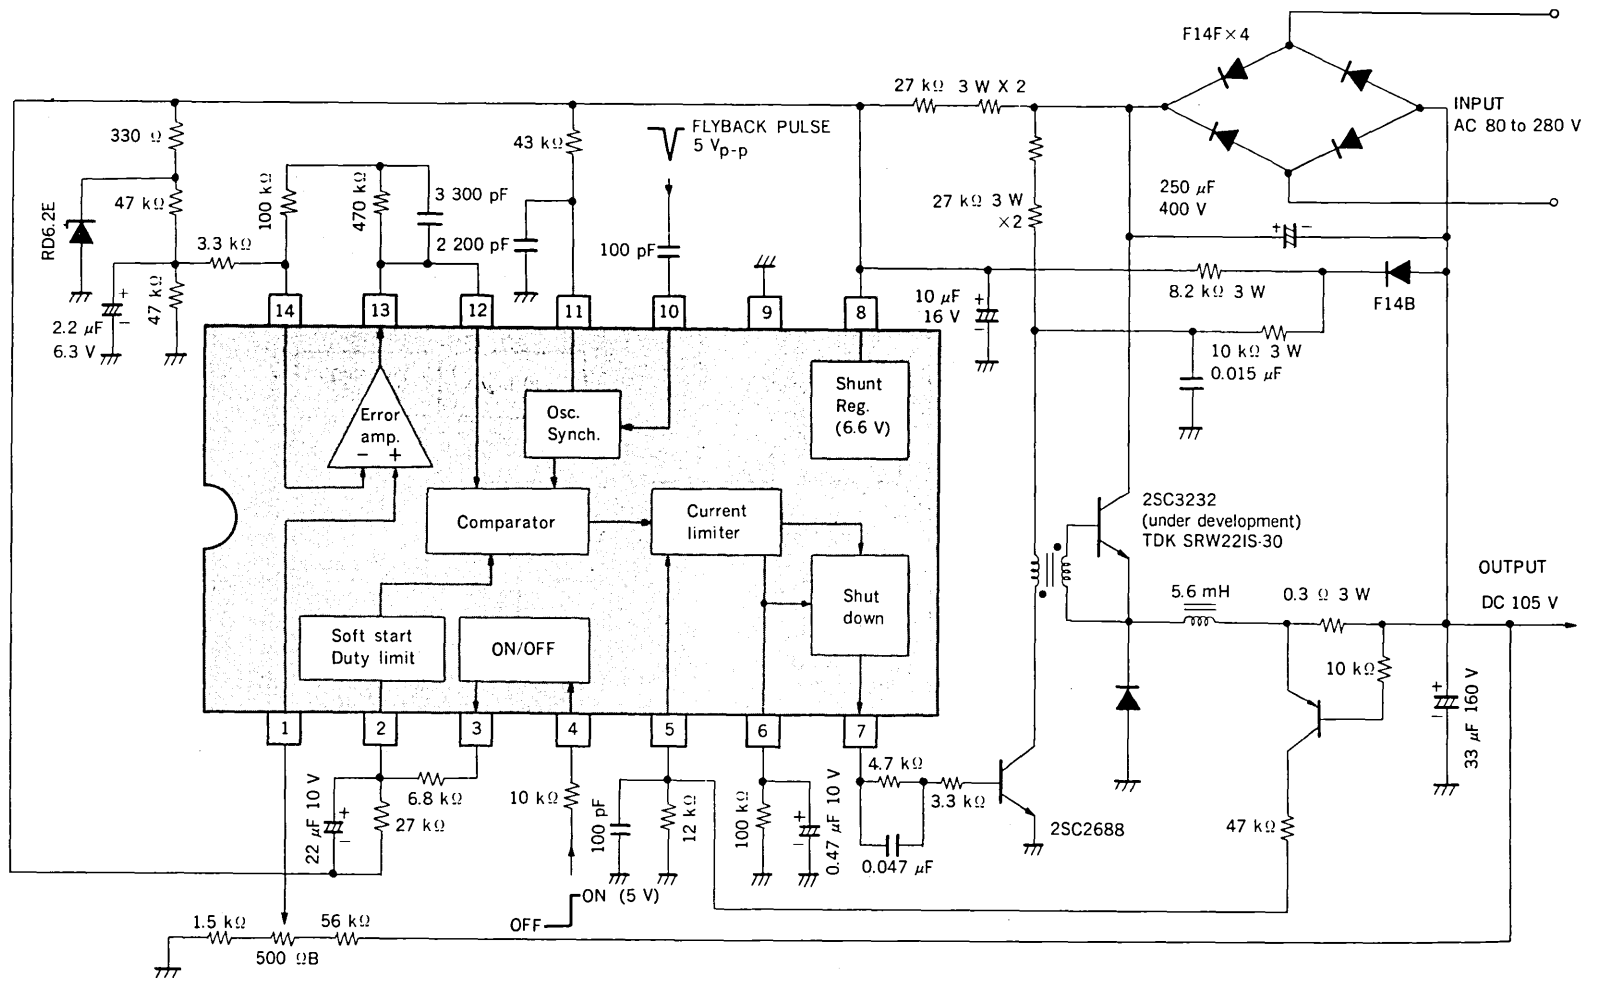 F14F×4
INPUT
AC 80 to 280 V
27 kΩ 3 W X 2
330 Ω
43 kΩ
FLYBACK PULSE
5 Vp-p
47 kΩ
100 kΩ
470 kΩ
3 300 pF
27 kΩ 3 W
×2
250 µF
400 V
+ −
RD6.2E
3.3 kΩ
2 200 pF
100 pF
+
−
2.2 µF
6.3 V
47 kΩ
10 µF
16 V
+
−
8.2 kΩ 3 W
F14B
14
13
12
11
10
9
8
10 kΩ 3 W
0.015 µF
Error
amp.
− +
Osc.
Synch.
Shunt
Reg.
(6.6 V)
Comparator
Current
limiter
2SC3232
(under development)
TDK SRW22IS-30
Shut
down
Soft start
Duty limit
ON/OFF
5.6 mH
0.3 Ω 3 W
OUTPUT
DC 105 V
10 kΩ
+
−
33 µF 160 V
1
2
3
4
5
6
7
22 µF 10 V
+
−
6.8 kΩ
27 kΩ
10 kΩ
100 pF
12 kΩ
100 kΩ
+
−
0.47 µF 10 V
4.7 kΩ
3.3 kΩ
0.047 µF
2SC2688
47 kΩ
ON (5 V)
OFF
1.5 kΩ
56 kΩ
500 ΩB